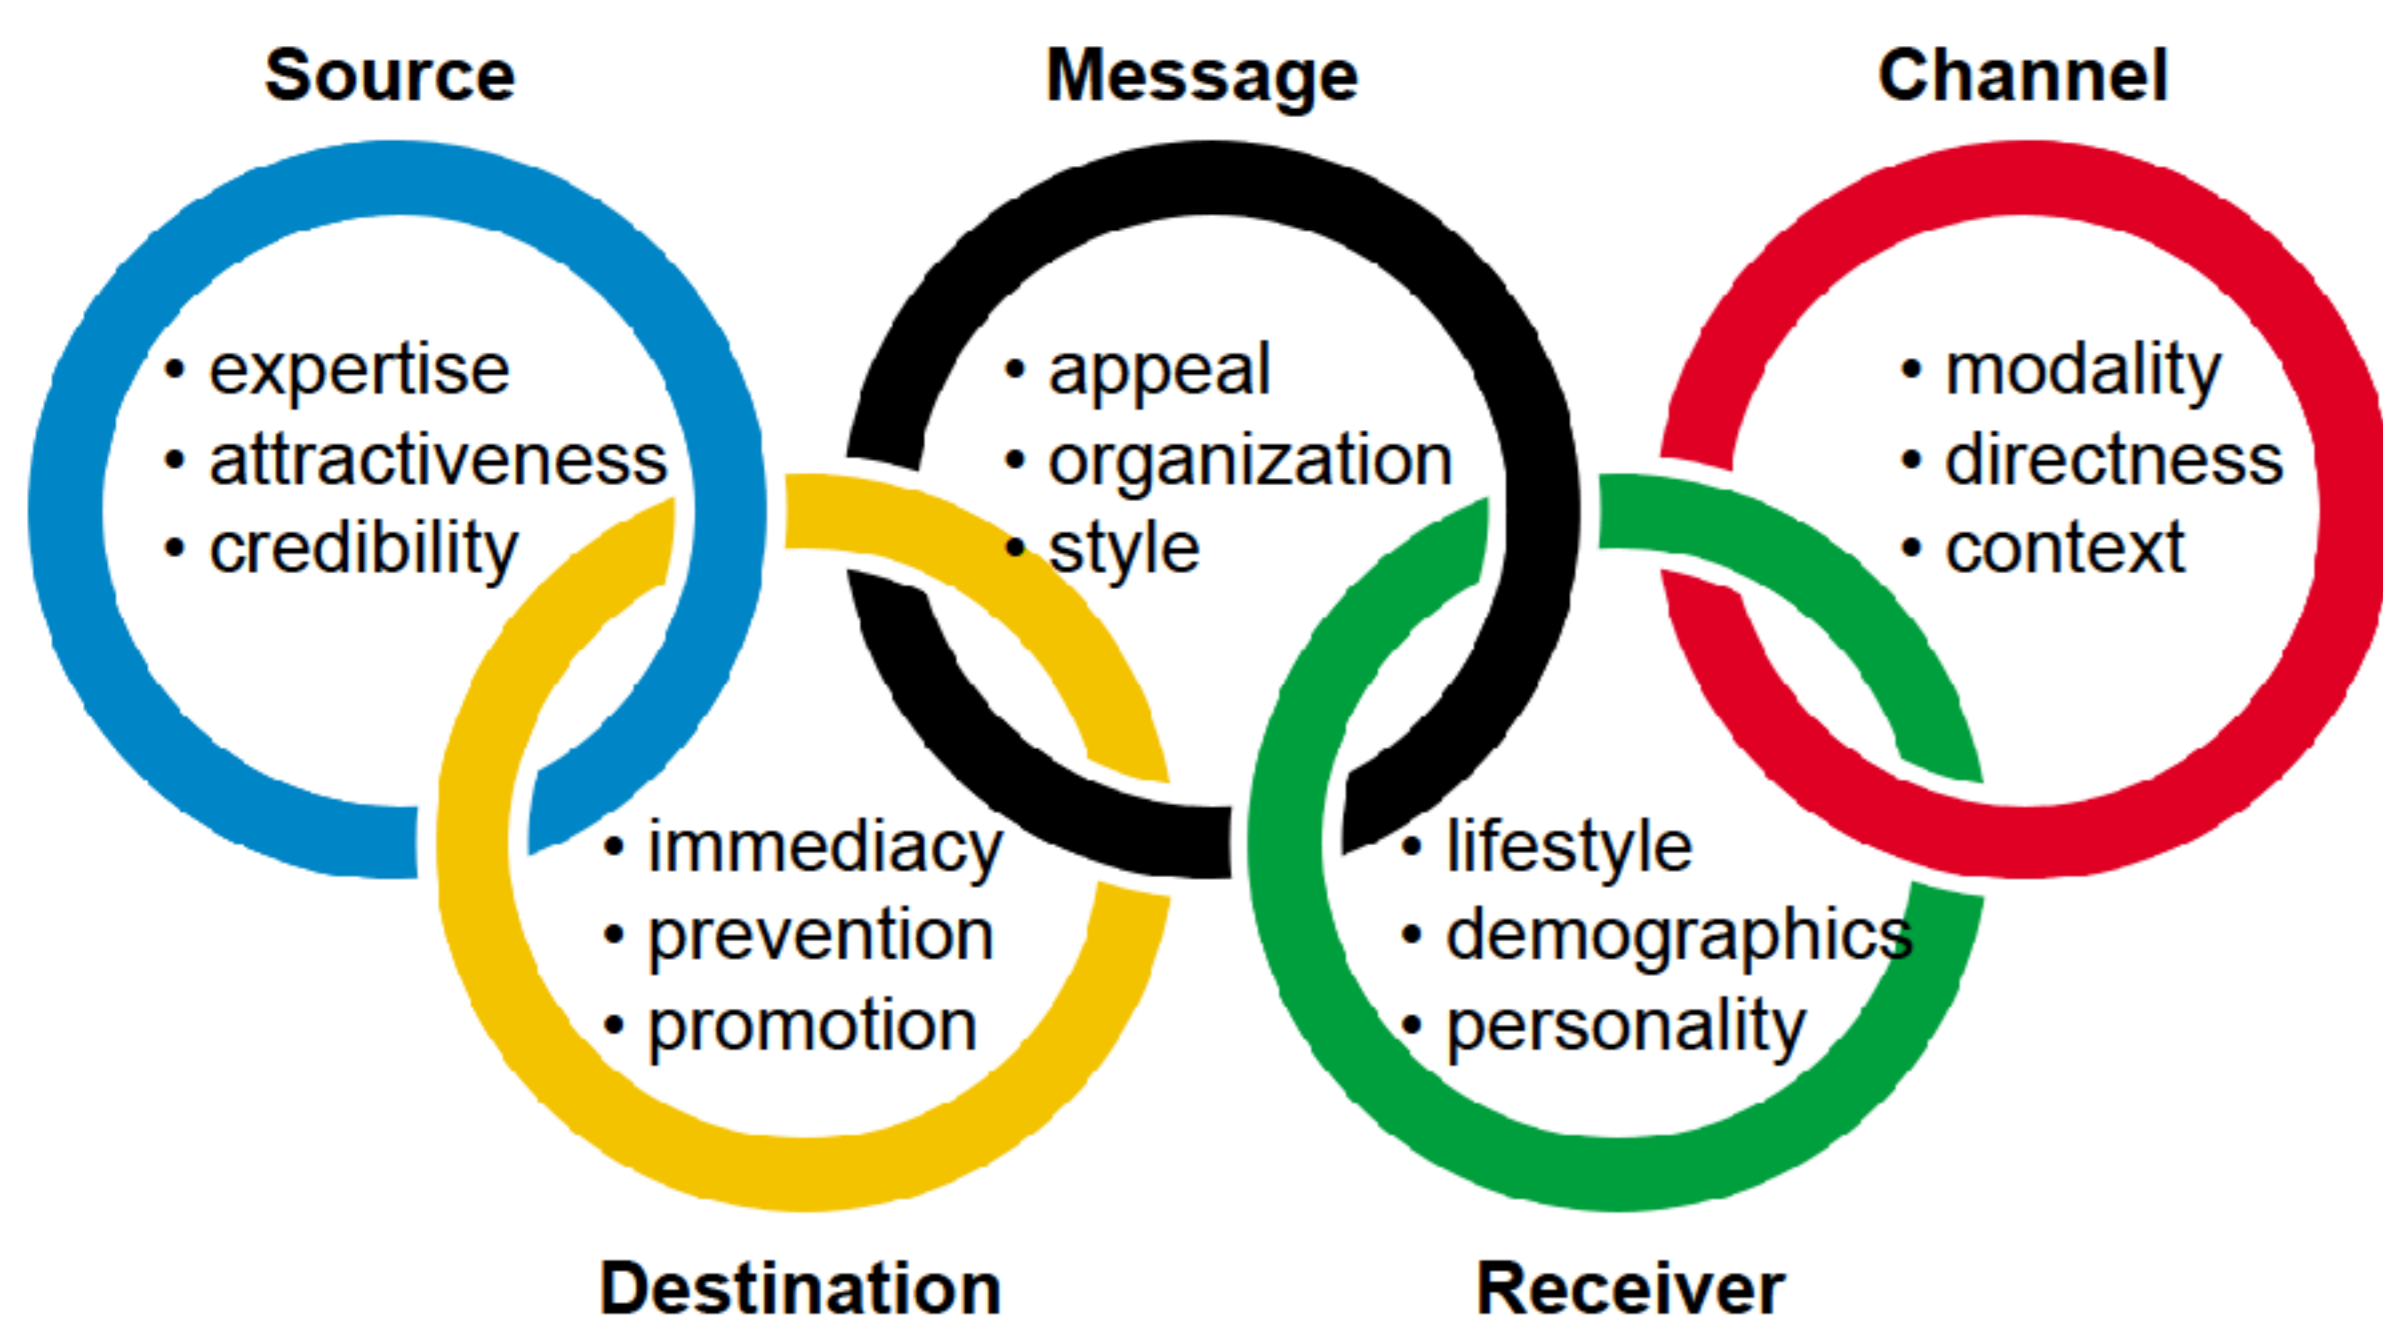 Source
Message
Channel
• expertise
• attractiveness
• credibility
• appeal
• organization
• style
• modality
• directness
• context
• immediacy
• prevention
• promotion
• lifestyle
• demographics
• personality
Destination
Receiver